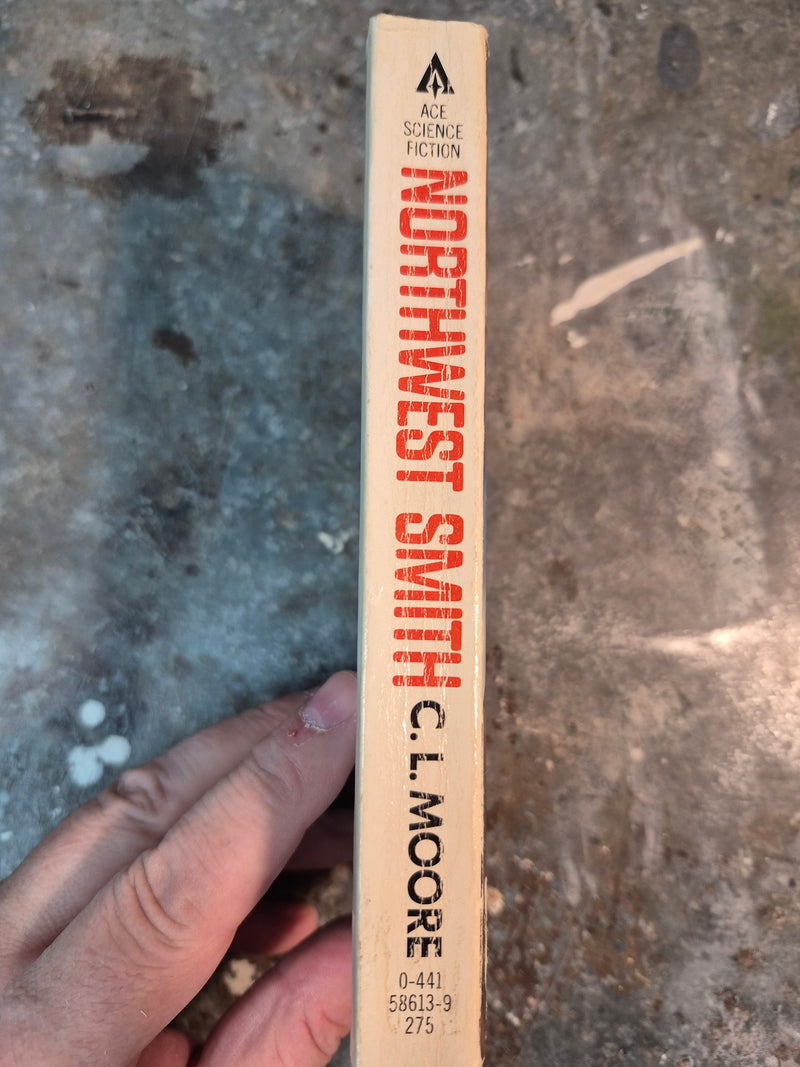 ACE
SCIENCE
FICTION
NORTHWEST SMITH
C. L. MOORE
0-441
58613-9
275